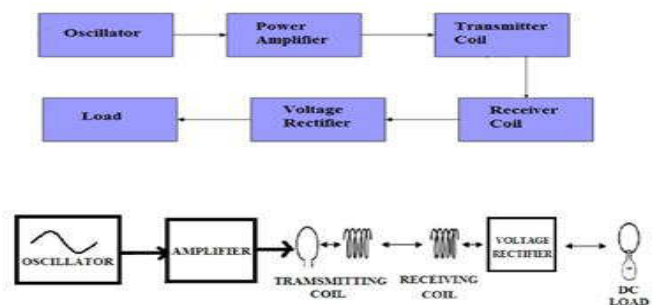 Oscillator
Power
Amplifier
Transmitter
Coil
Load
Voltage
Rectifier
Receiver
Coil
OSCILLATOR
AMPLIFIER
TRAMSMITTING
COIL
RECEIVING
COIL
VOLTAGE
RECTIFIER
DC
LOAD